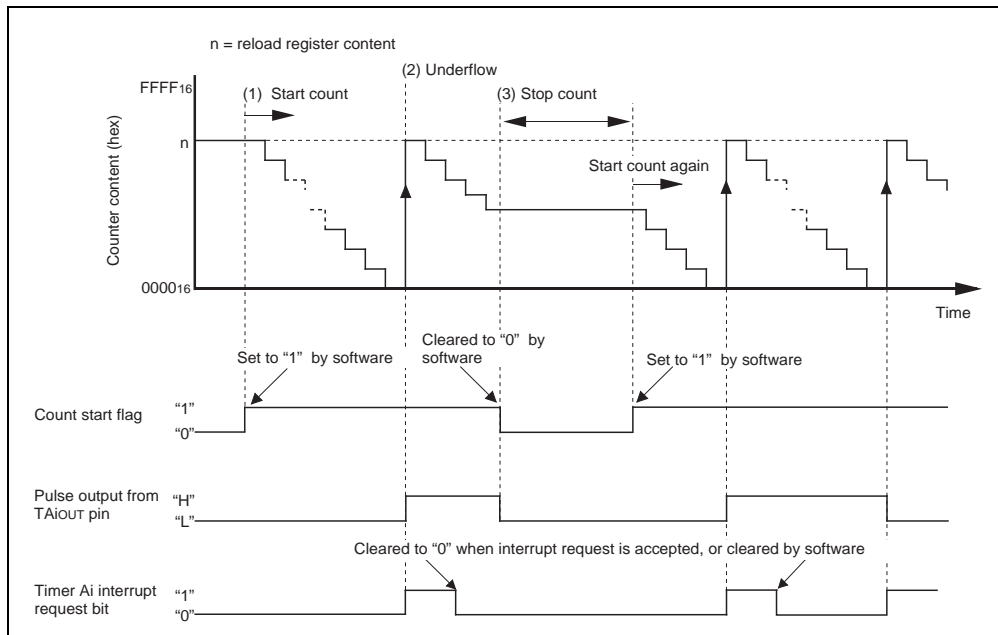 n = reload register content
(2) Underflow
FFFF16
(1) Start count
(3) Stop count
n
Start count again
Counter content (hex)
000016
Time
Cleared to “0” by
software
Set to “1” by software
Set to “1” by software
Count start flag
“1”
“0”
Pulse output from
TAiOUT pin
“H”
“L”
Cleared to “0” when interrupt request is accepted, or cleared by software
Timer Ai interrupt
request bit
“1”
“0”